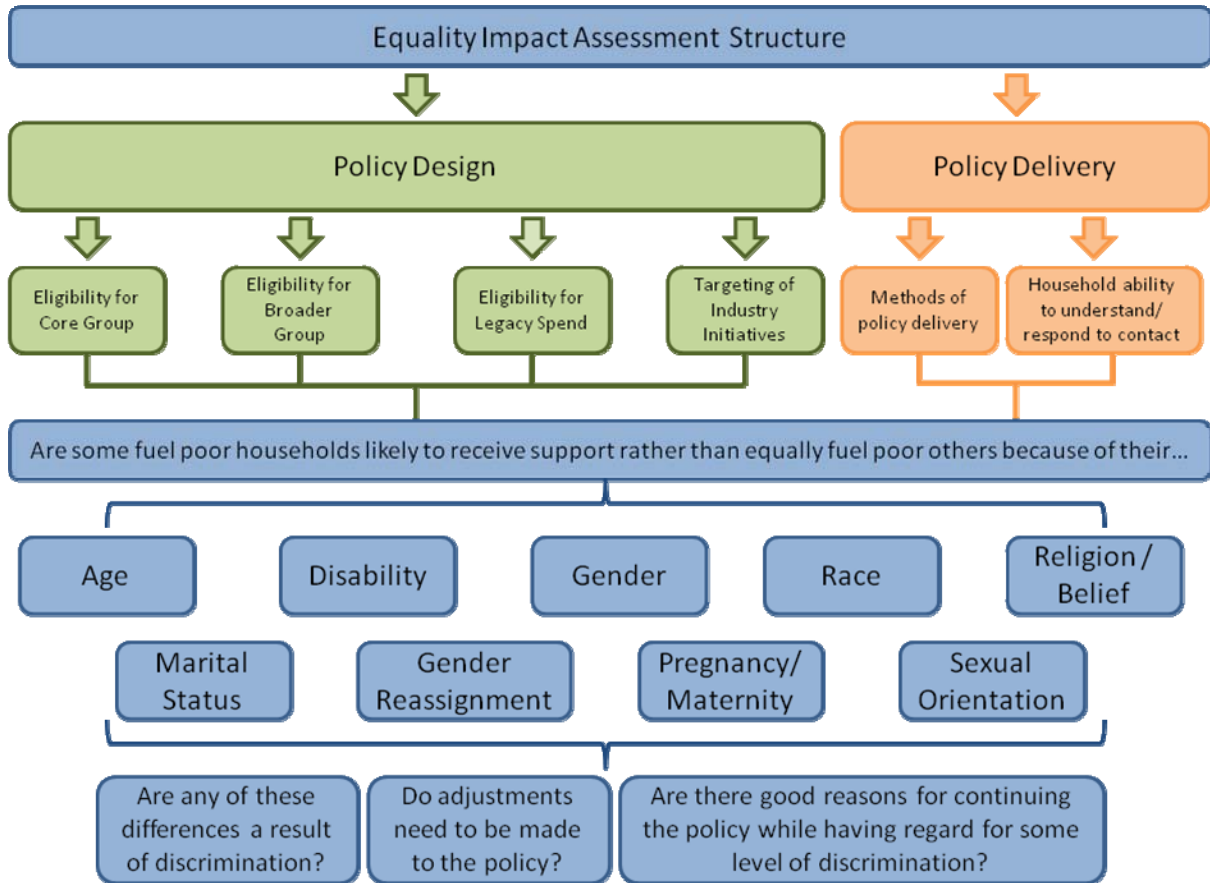 Equality Impact Assessment Structure
Policy Design
Policy Delivery
Eligibility for
Core Group
Eligibility for
Broader
Group
Eligibility for
Legacy Spend
Targeting of
Industry
Initiatives
Methods of
policy delivery
Household ability
to understand/
respond to contact
Are some fuel poor households likely to receive support rather than equally fuel poor others because of their...
Age
Disability
Gender
Race
Religion /
Belief
Marital
Status
Gender
Reassignment
Pregnancy/
Maternity
Sexual
Orientation
Are any of these
differences a result
of discrimination?
Do adjustments
need to be made
to the policy?
Are there good reasons for continuing
the policy while having regard for some
level of discrimination?